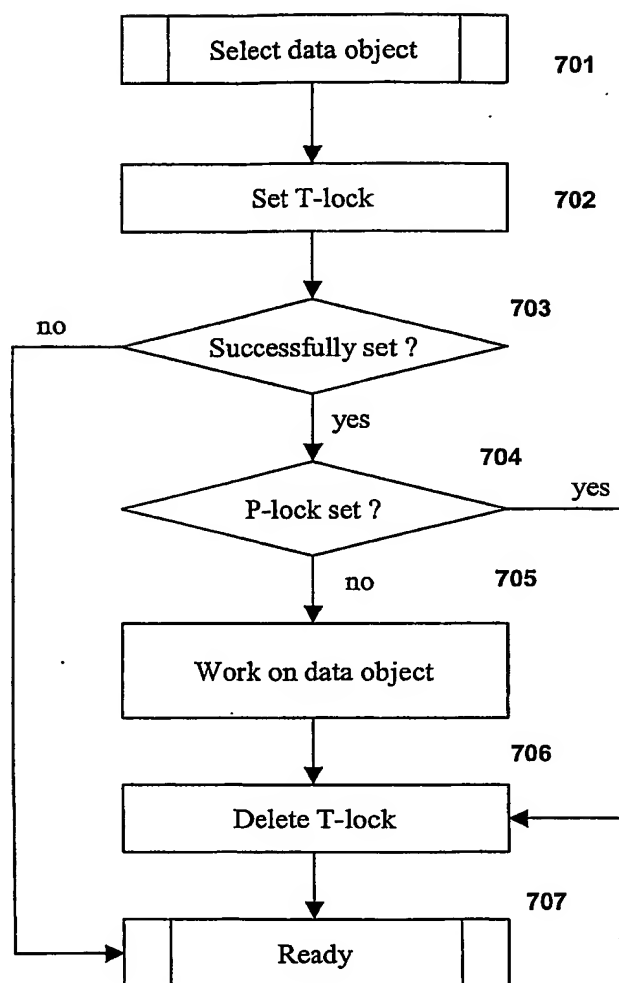 Select data object
701
Set T-lock
702
703
no
Successfully set ?
yes
704
P-lock set ?
yes
no
705
Work on data object
706
Delete T-lock
707
Ready